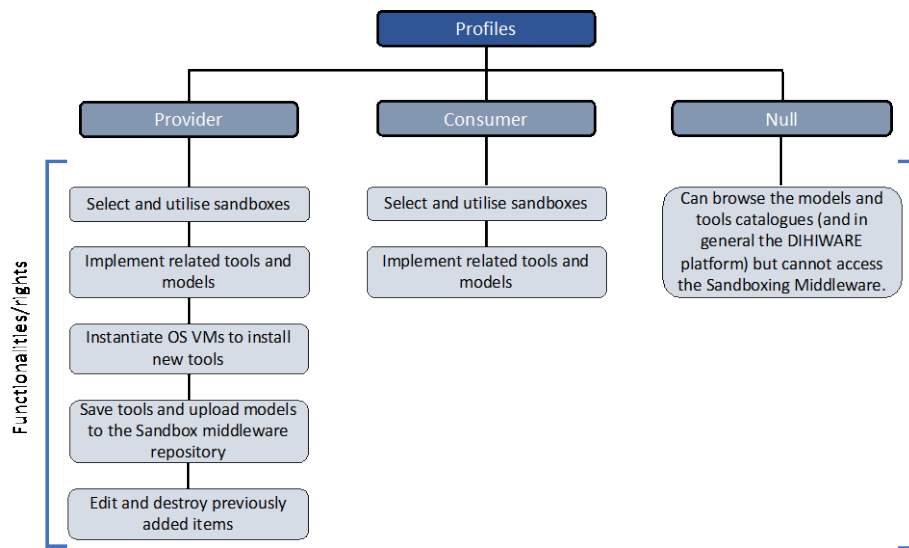 Profiles
Provider
Consumer
Null
Functionalities/rights
Select and utilise sandboxes
Implement related tools and
models
Instantiate OS VMs to install
new tools
Save tools and upload models
to the Sandbox middleware
repository
Edit and destroy previously
added items
Select and utilise sandboxes
Implement related tools and
models
Can browse the models and
tools catalogues (and in
general the DIHIWARE
platform) but cannot access
the Sandboxing Middleware.